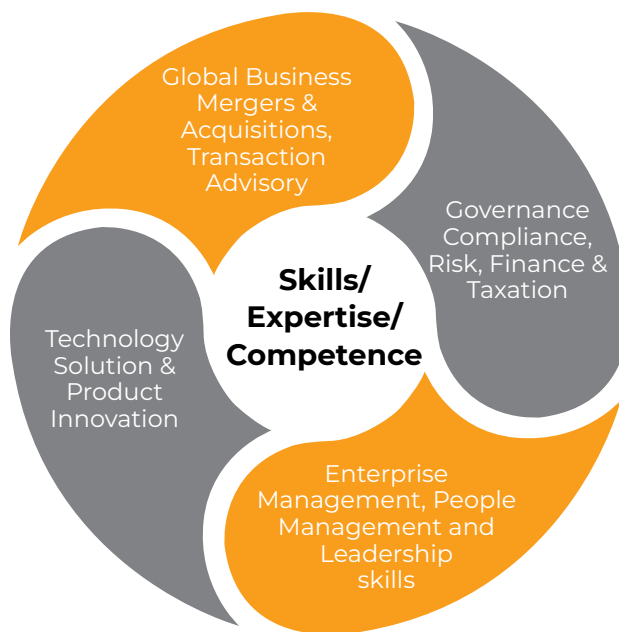 Global Business
Mergers &
Acquisitions,
Transaction
Advisory
Governance
Compliance,
Risk, Finance &
Taxation
Skills/
Expertise/
Competence
Technology
Solution &
Product
Innovation
Enterprise
Management, People
Management and
Leadership
skills